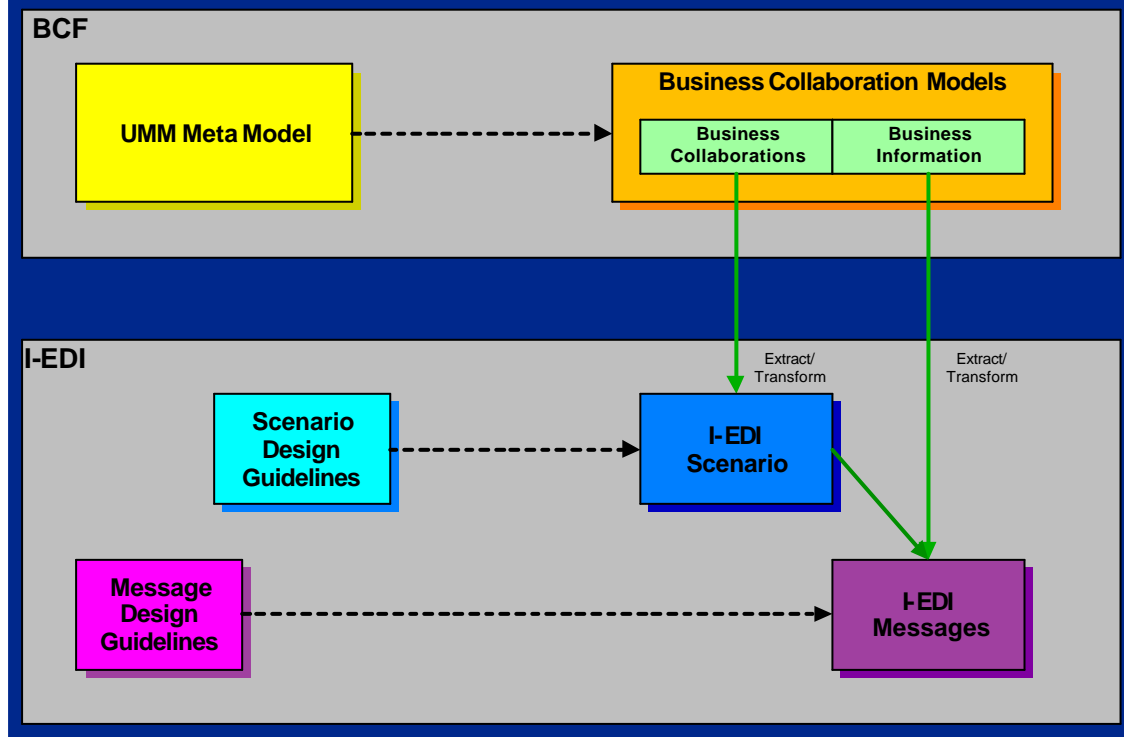 BCF
UMM Meta Model
Business Collaboration Models
Business
Collaborations
Business
Information
I-EDI
Extract/
Transform
Extract/
Transform
Scenario
Design
Guidelines
I-EDI
Scenario
Message
Design
Guidelines
I-EDI
Messages